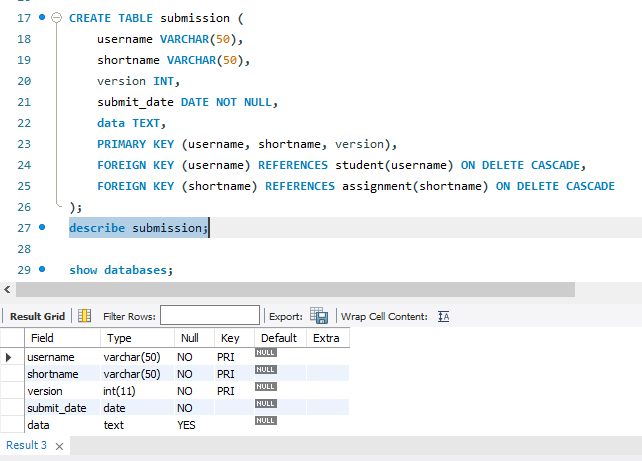 17 CREATE TABLE submission (
18 username VARCHAR(50),
19 shortname VARCHAR(50),
20 version INT,
21 submit_date DATE NOT NULL,
22 data TEXT,
23 PRIMARY KEY (username, shortname, version),
24 FOREIGN KEY (username) REFERENCES student(username) ON DELETE CASCADE,
25 FOREIGN KEY (shortname) REFERENCES assignment(shortname) ON DELETE CASCADE
26 );
27 describe submission;
28
29 show databases;
Result Grid Filter Rows: Export: Wrap Cell Content:
Field Type Null Key Default Extra
username varchar(50) NO PRI NULL
shortname varchar(50) NO PRI NULL
version int(11) NO PRI NULL
submit_date date NO NULL
data text YES NULL
Result 3